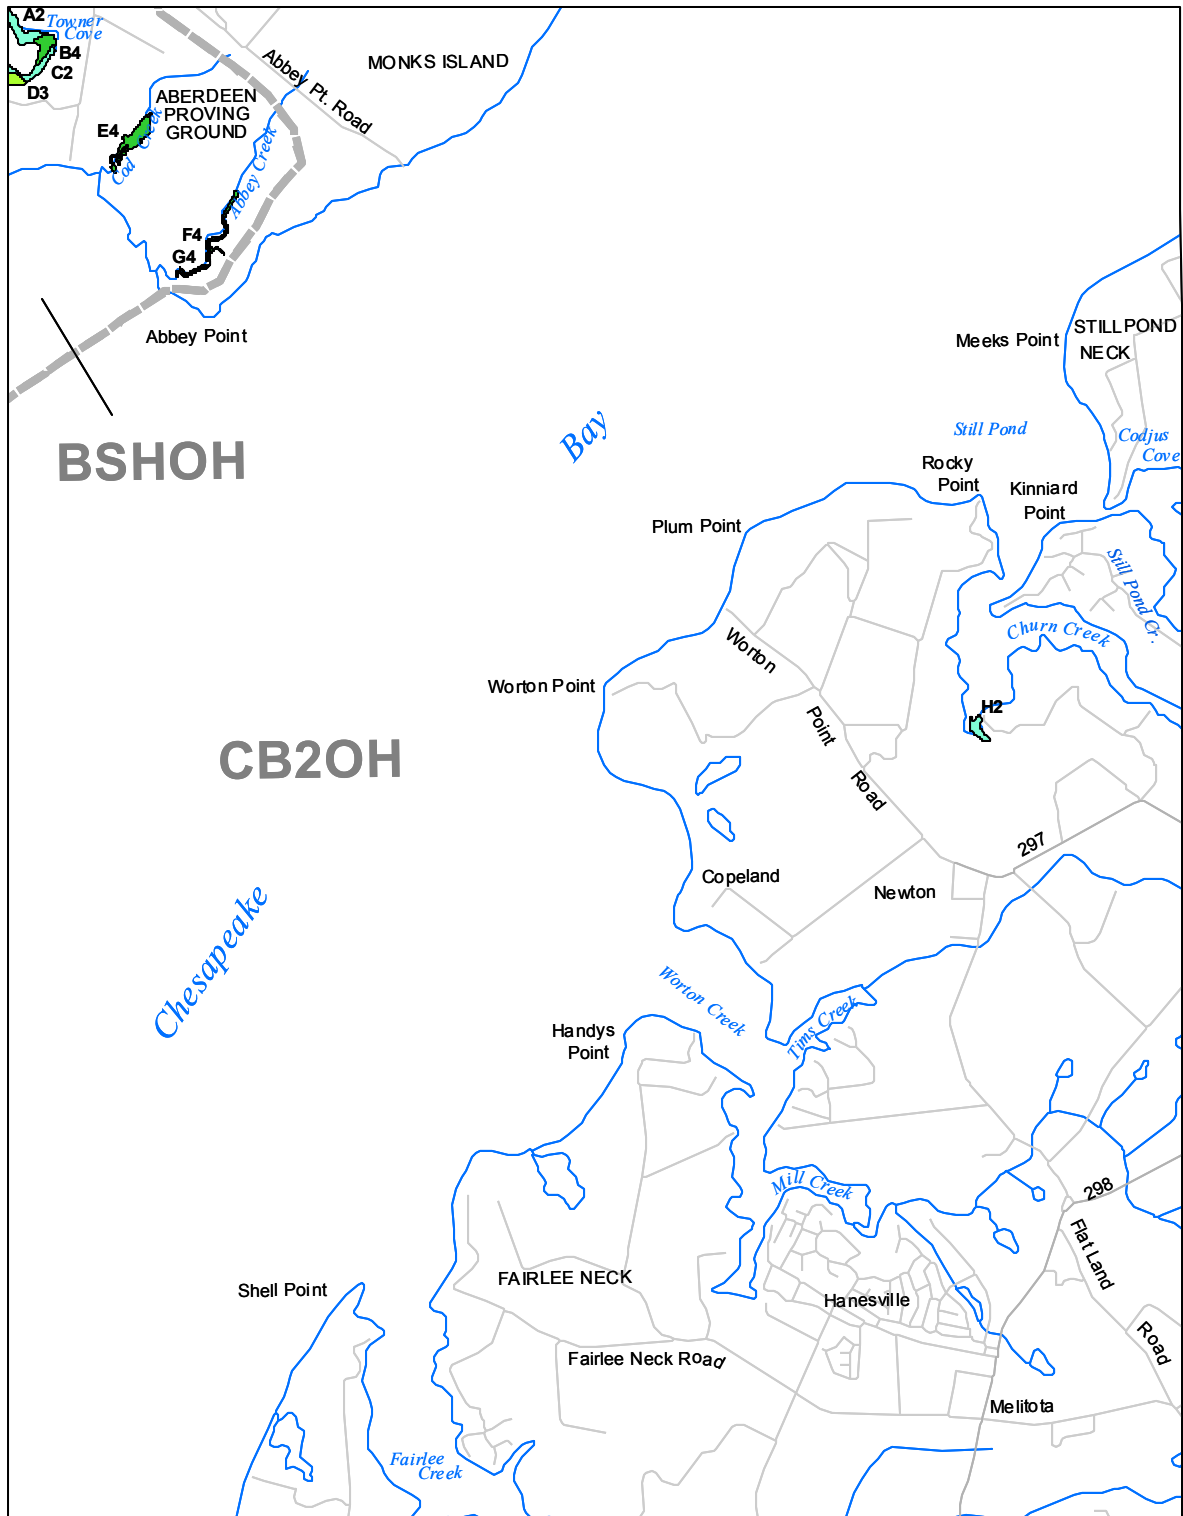 A2
Towner
Cove
B4
C2
D3
MONKS ISLAND
Abbey Pt. Road
ABERDEEN
PROVING
GROUND
E4
Cod Creek
Abbey Creek
F4
G4
Abbey Point
BSHOH
Meeks Point
STILLPOND
NECK
Bay
Still Pond
Codjus
Cove
Rocky
Point
Kinniard
Point
Plum Point
Still Pond Cr.
Churn Creek
Worton
Point
Road
Worton Point
H2
CB2OH
297
Copeland
Newton
Chesapeake
Worton Creek
Tims Creek
Handys
Point
Mill Creek
298
Flat Land
Road
FAIRLEE NECK
Shell Point
Hanesville
Fairlee Neck Road
Melitota
Fairlee
Creek